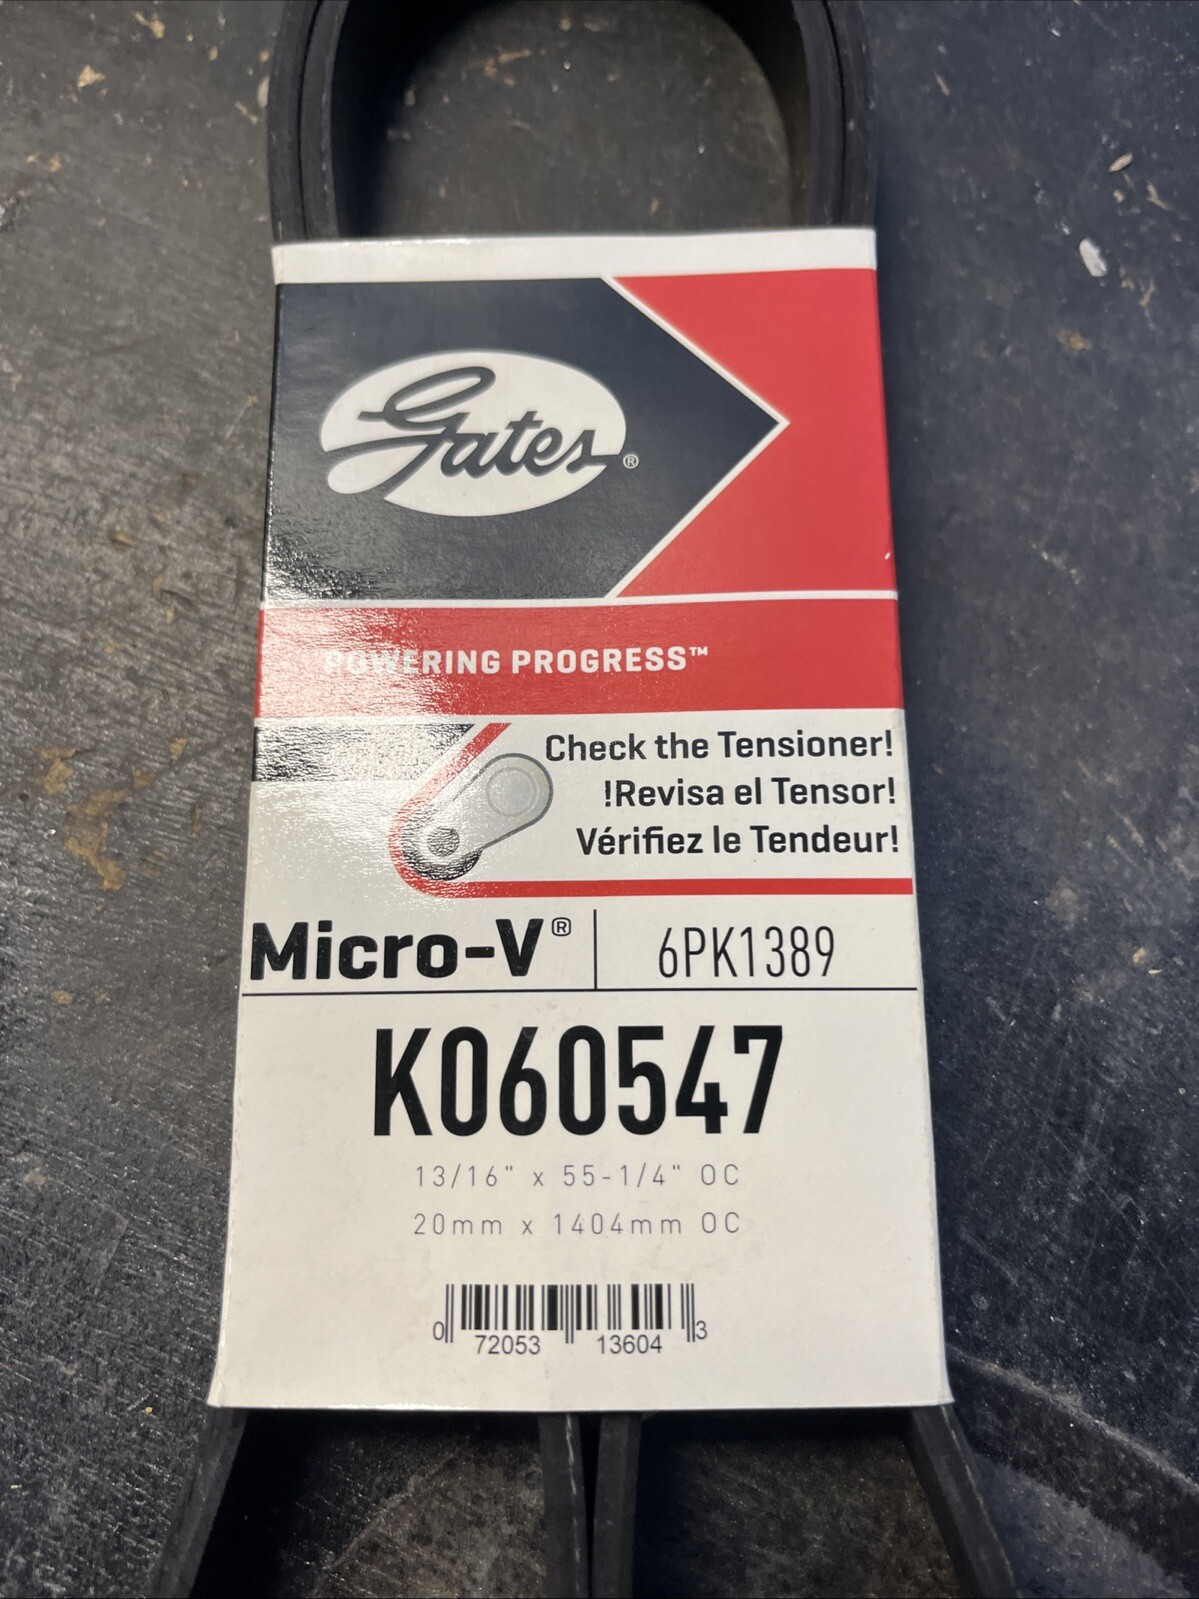 Gates®
POWERING PROGRESS™
Check the Tensioner!
!Revisa el Tensor!
Vérifiez le Tendeur!
Micro-V® 6PK1389
K060547
13/16" x 55-1/4" OC
20mm x 1404mm OC
0 72053 13604 3